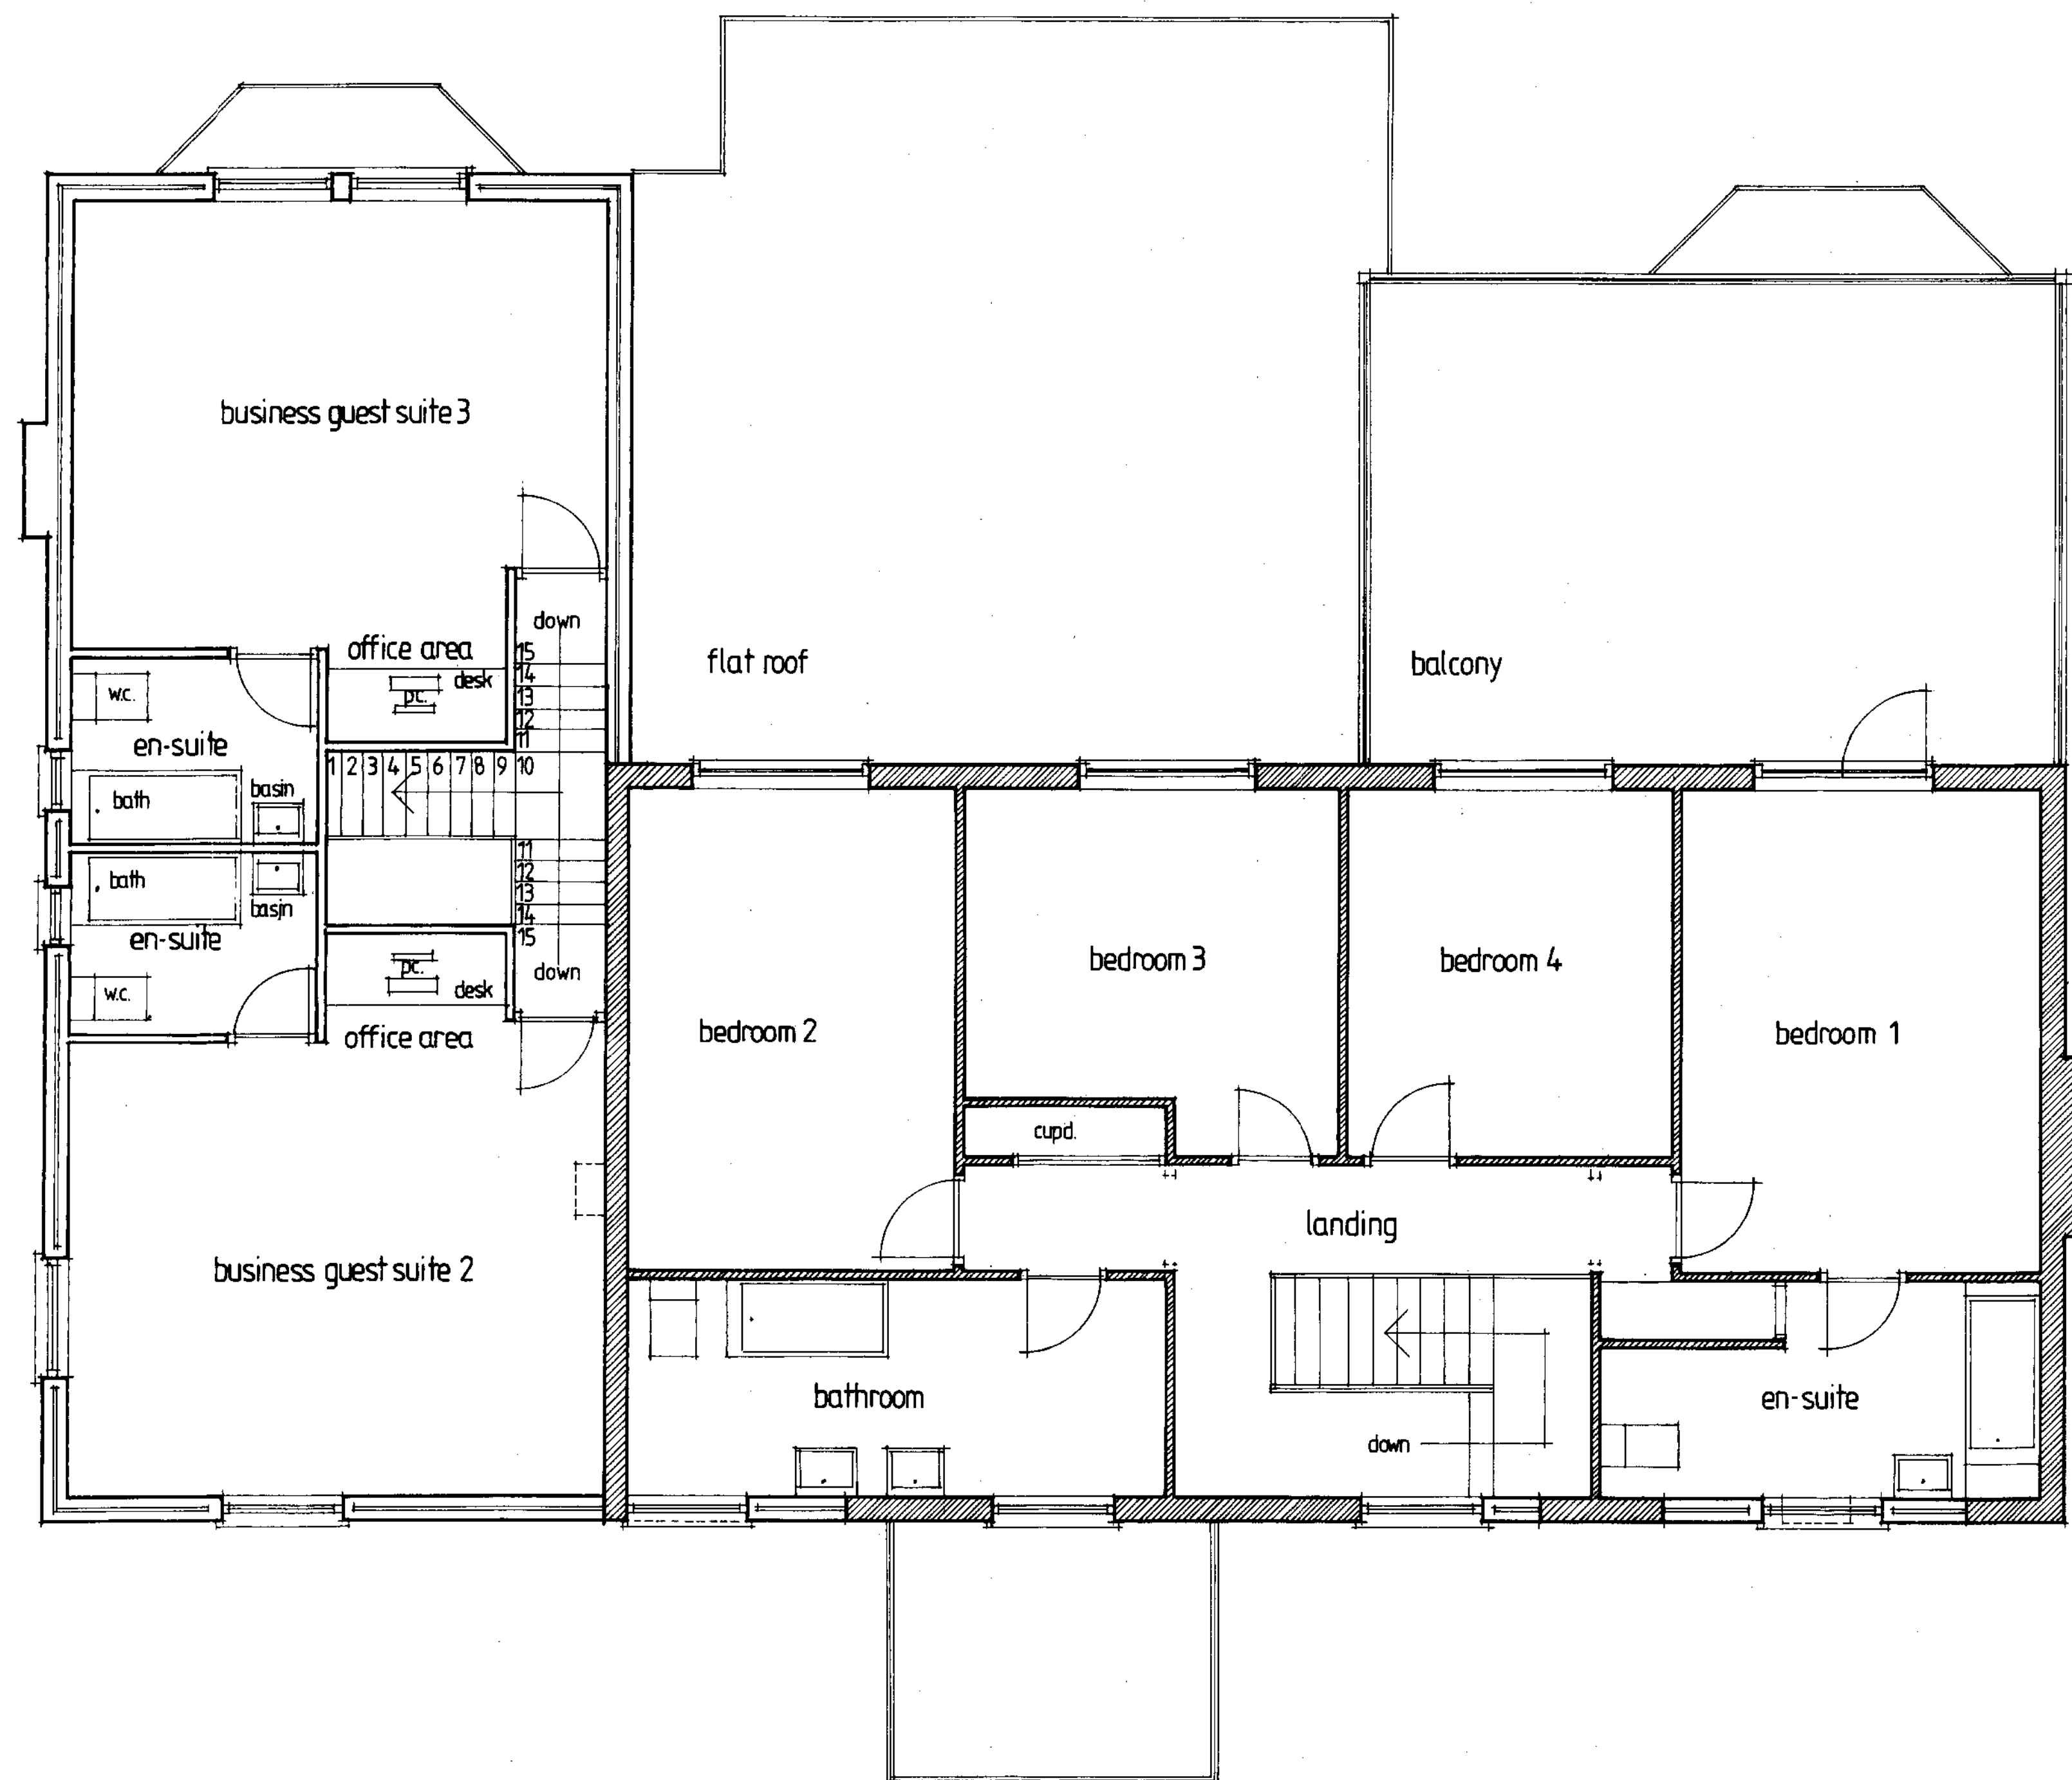 business guest suite 3
down
office area
15
14
13
12
11
desk
pc.
w.c.
en-suite
bath
basin
1 2 3 4 5 6 7 8 9 10
11
12
13
14
15
bath
basin
en-suite
w.c.
pc.
desk
down
office area
business guest suite 2
flat roof
balcony
bedroom 2
bedroom 3
bedroom 4
bedroom 1
cupd.
landing
bathroom
down
en-suite